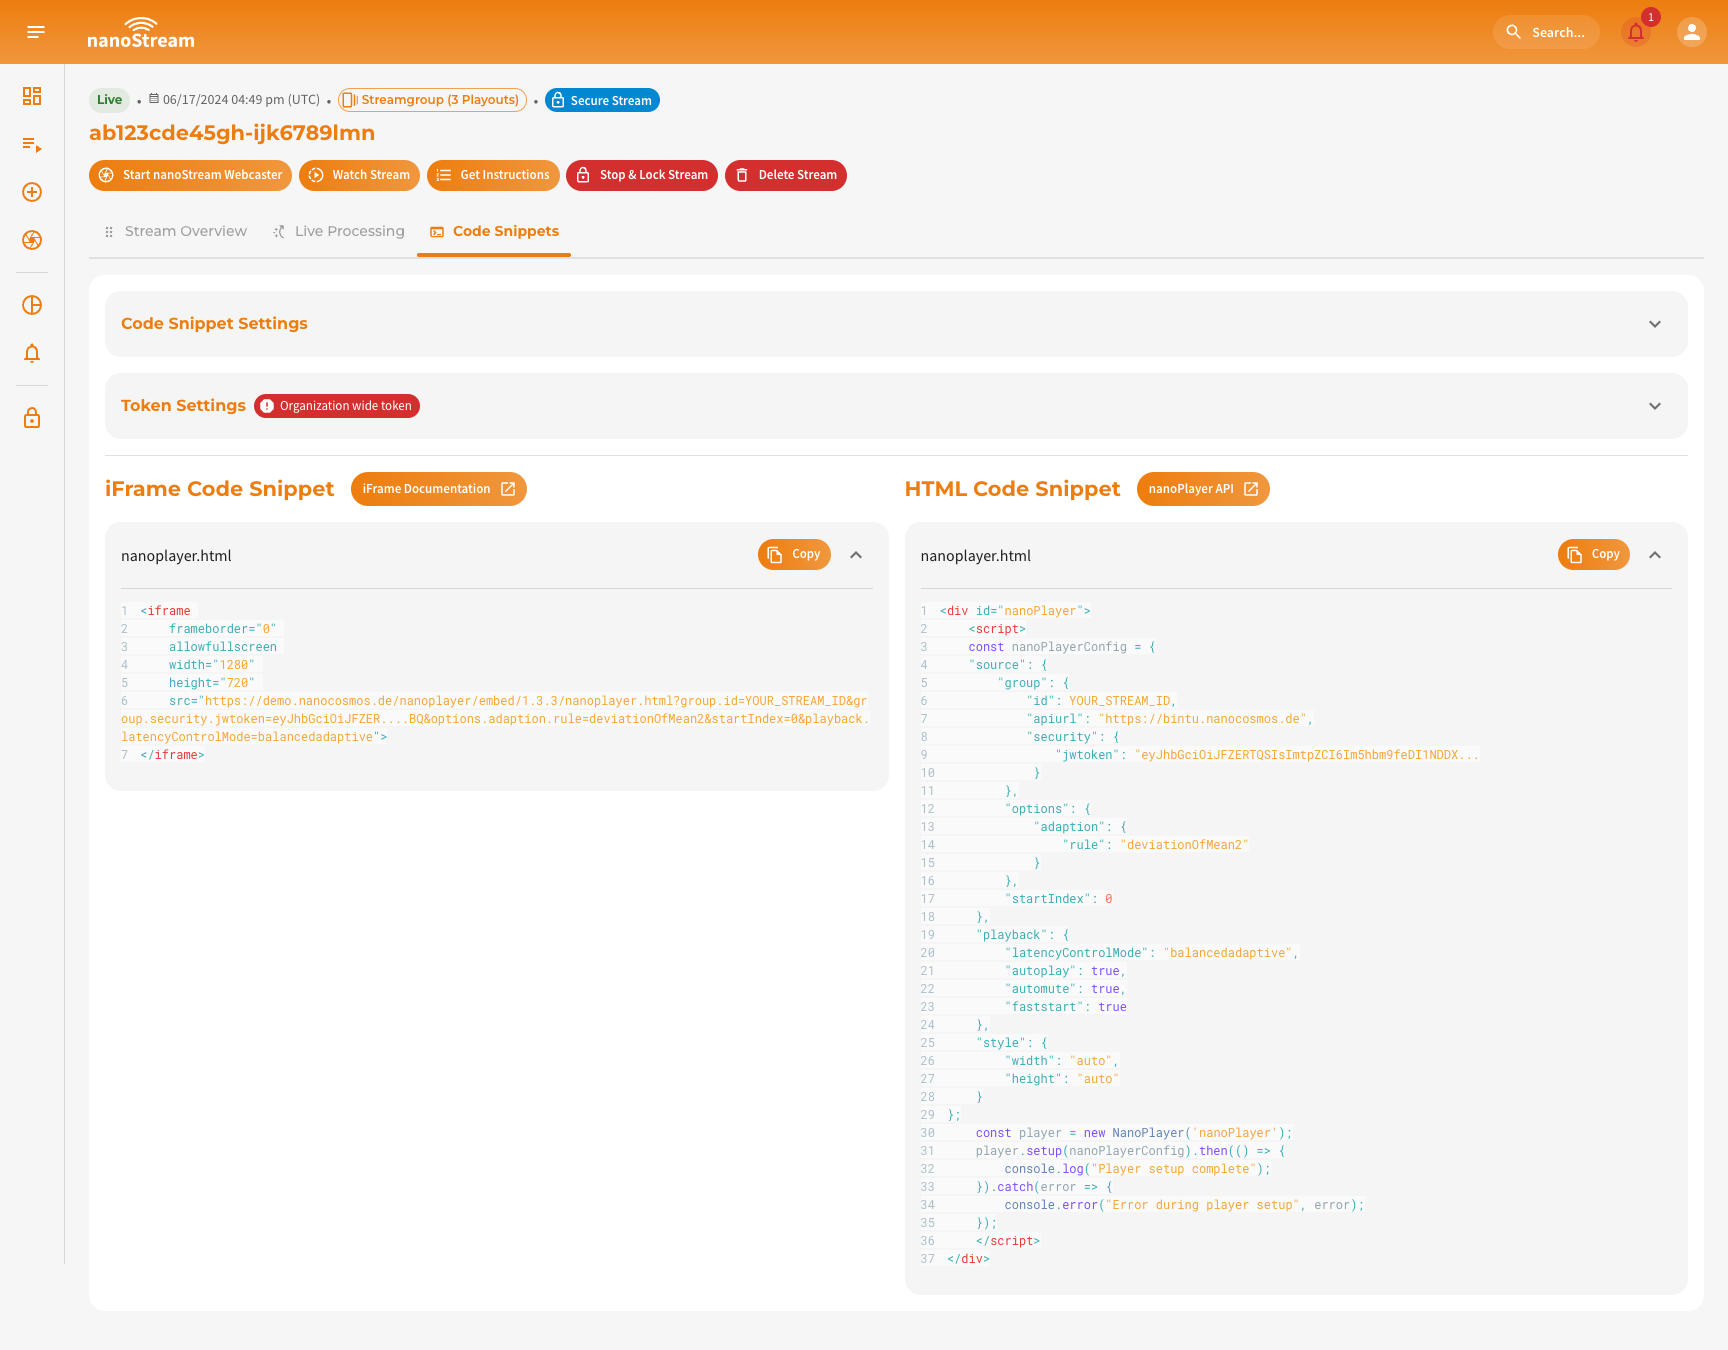 nanoStream
Search...
1
Live • 06/17/2024 04:49 pm (UTC) • Streamgroup (3 Playouts) • Secure Stream
ab123cde45gh-ijk6789lmn
Start nanoStream Webcaster Watch Stream Get Instructions Stop & Lock Stream Delete Stream
Stream Overview Live Processing Code Snippets
Code Snippet Settings
Token Settings Organization wide token
iFrame Code Snippet iFrame Documentation
nanoplayer.html Copy
1 <iframe
2     frameborder="0"
3     allowfullscreen
4     width="1280"
5     height="720"
6     src="https://demo.nanocosmos.de/nanoplayer/embed/1.3.3/nanoplayer.html?group.id=YOUR_STREAM_ID&gr
oup.security.jwtoken=eyJhbGciOiJFZER....BQ&options.adaption.rule=deviationOfMean2&startIndex=0&playback.
latencyControlMode=balancedadaptive">
7 </iframe>
HTML Code Snippet nanoPlayer API
nanoplayer.html Copy
1 <div id="nanoPlayer">
2     <script>
3     const nanoPlayerConfig = {
4     "source": {
5         "group": {
6             "id": YOUR_STREAM_ID,
7             "apiurl": "https://bintu.nanocosmos.de",
8             "security": {
9                 "jwtoken": "eyJhbGciOiJFZERTQSIsImtpZCI6Im5hbm9feDI1NDDX...
10             }
11         },
12         "options": {
13             "adaption": {
14                 "rule": "deviationOfMean2"
15             }
16         },
17         "startIndex": 0
18     },
19     "playback": {
20         "latencyControlMode": "balancedadaptive",
21         "autoplay": true,
22         "automute": true,
23         "faststart": true
24     },
25     "style": {
26         "width": "auto",
27         "height": "auto"
28     }
29 };
30     const player = new NanoPlayer('nanoPlayer');
31     player.setup(nanoPlayerConfig).then(() => {
32         console.log("Player setup complete");
33     }).catch(error => {
34         console.error("Error during player setup", error);
35     });
36     </script>
37 </div>